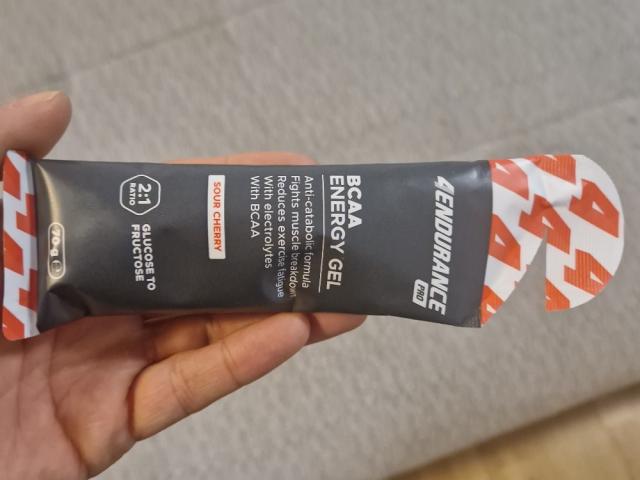 4ENDURANCE
PRO
BCAA
ENERGY GEL
Anti-catabolic formula
Fights muscle breakdown
Reduces exercise fatigue
With electrolytes
With BCAA
SOUR CHERRY
2:1
RATIO
GLUCOSE TO
FRUCTOSE
70 g e